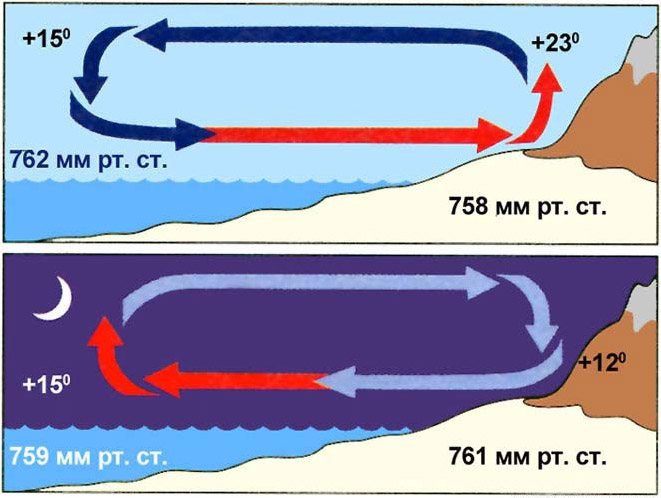 +15⁰
+23⁰
762 мм рт. ст.
758 мм рт. ст.
+15⁰
+12⁰
759 мм рт. ст.
761 мм рт. ст.